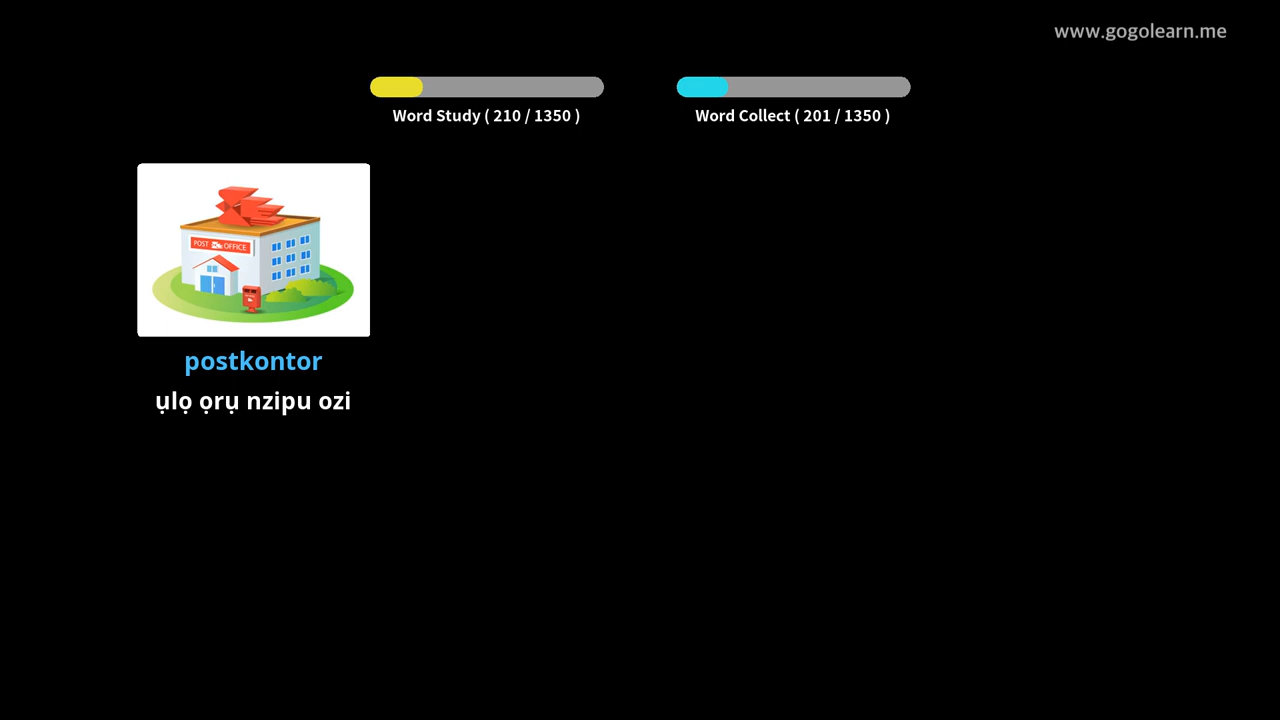 www.gogolearn.me
Word Study ( 210 / 1350 )
Word Collect ( 201 / 1350 )
POST OFFICE
postkontor
ụlọ ọrụ nzipu ozi